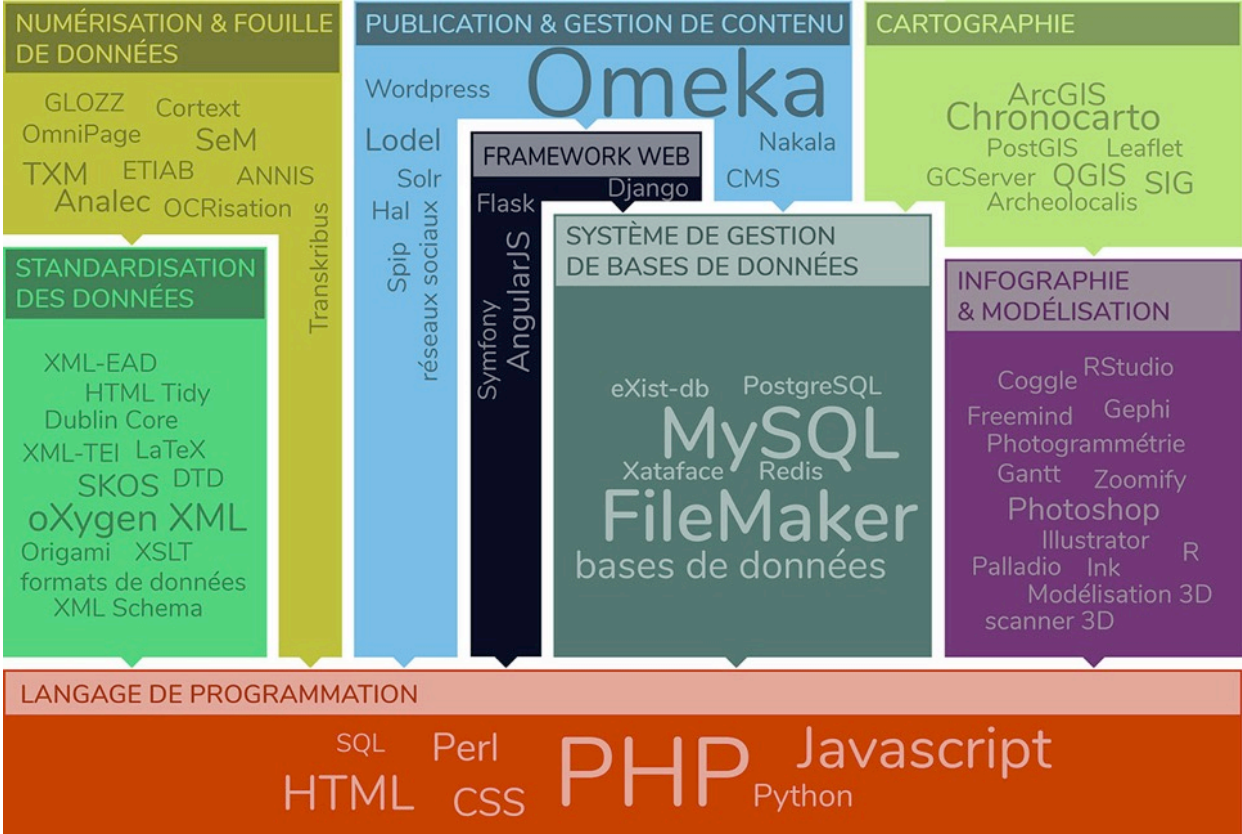 NUMÉRISATION & FOUILLE
DE DONNÉES
GLOZZ
Cortext
OmniPage
SeM
TXM
ETIAB
ANNIS
Analec
OCRisation
Transkribus
STANDARDISATION
DES DONNÉES
XML-EAD
HTML Tidy
Dublin Core
XML-TEI
LaTeX
SKOS
DTD
oXygen XML
Origami
XSLT
formats de données
XML Schema
PUBLICATION & GESTION DE CONTENU
Omeka
Wordpress
Lodel
Nakala
Solr
CMS
Hal
Spip
réseaux sociaux
FRAMEWORK WEB
Django
Flask
AngularJS
Symfony
SYSTÈME DE GESTION
DE BASES DE DONNÉES
eXist-db
PostgreSQL
MySQL
Xataface
Redis
FileMaker
bases de données
CARTOGRAPHIE
ArcGIS
Chronocarto
PostGIS
Leaflet
GCServer
QGIS
SIG
Archeolocalis
INFOGRAPHIE
& MODÉLISATION
Coggle
RStudio
Freemind
Gephi
Photogrammétrie
Gantt
Zoomify
Photoshop
Illustrator
R
Palladio
Ink
Modélisation 3D
scanner 3D
LANGAGE DE PROGRAMMATION
SQL
Perl
PHP
Javascript
HTML
CSS
Python